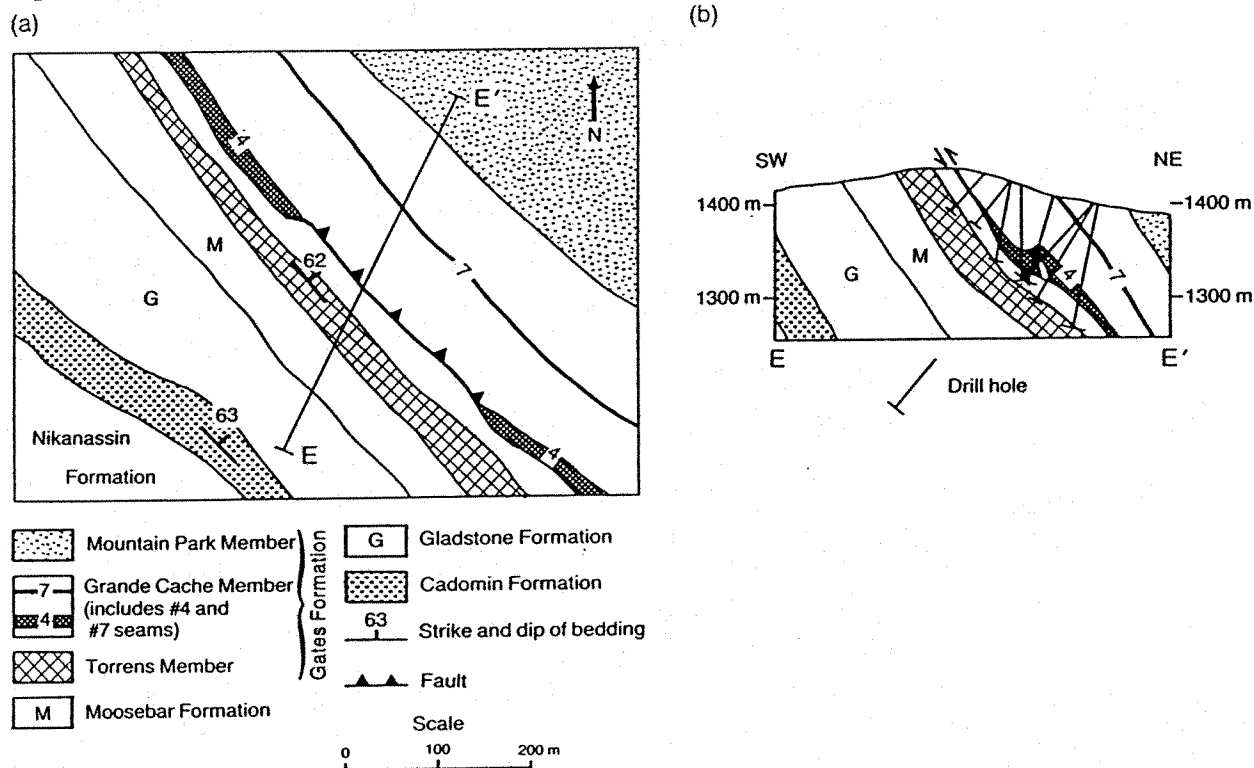 (a)
E'
N
4
7
M
62
G
63
E
Nikanassin
Formation
4
(b)
SW
NE
1400 m
1400 m
M
G
4
7
1300 m
1300 m
E
E'
Drill hole
Mountain Park Member
7
Grande Cache Member
4
(includes #4 and
#7 seams)
Torrens Member
M
Moosebar Formation
Gates Formation
G
Gladstone Formation
Cadomin Formation
63
Strike and dip of bedding
Fault
Scale
0
100
200 m